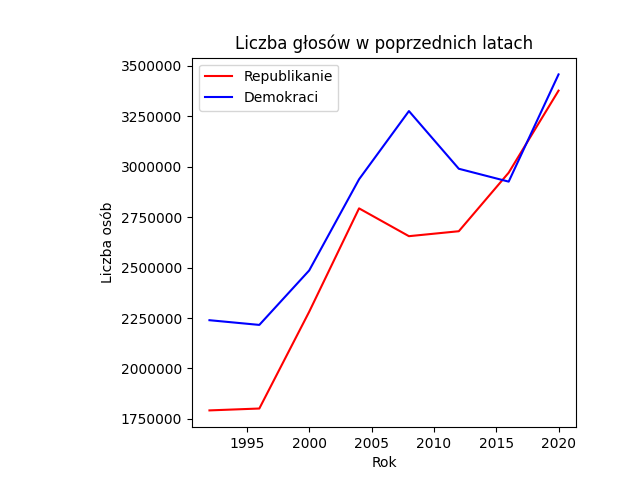 Liczba głosów w poprzednich latach
Republikanie
Demokraci
3500000
3250000
3000000
2750000
2500000
2250000
2000000
1750000
Liczba osób
1995 2000 2005 2010 2015 2020
Rok